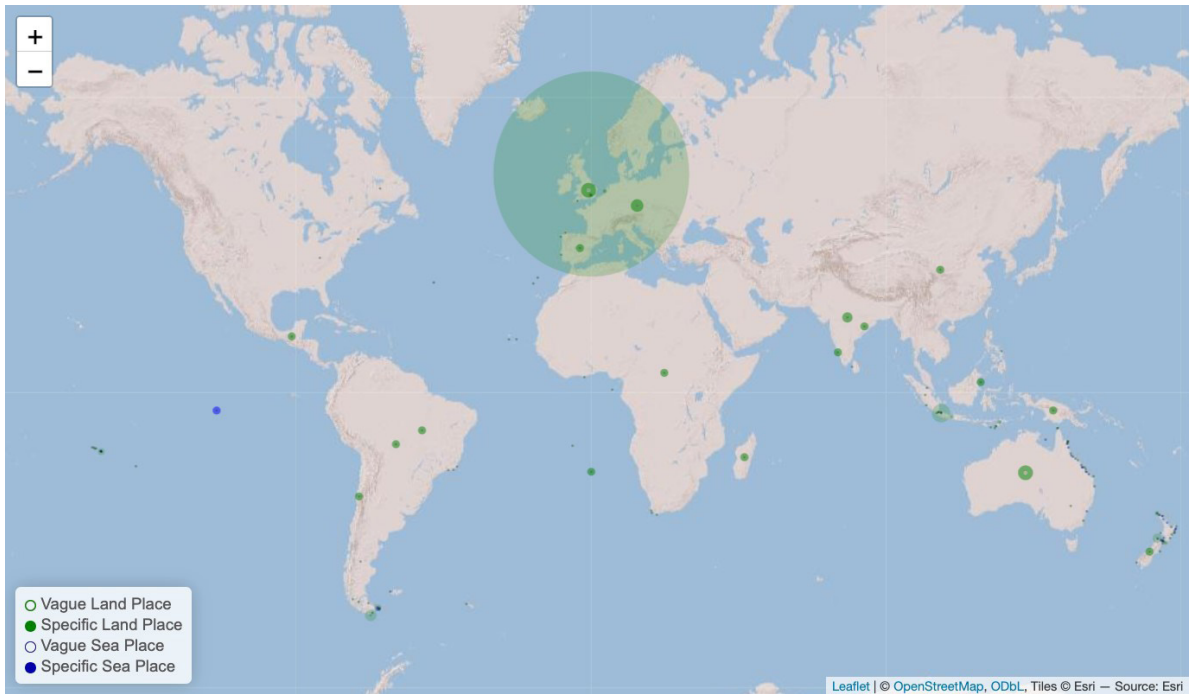 +
−
Vague Land Place
Specific Land Place
Vague Sea Place
Specific Sea Place
Leaflet | © OpenStreetMap, ODbL, Tiles © Esri — Source: Esri